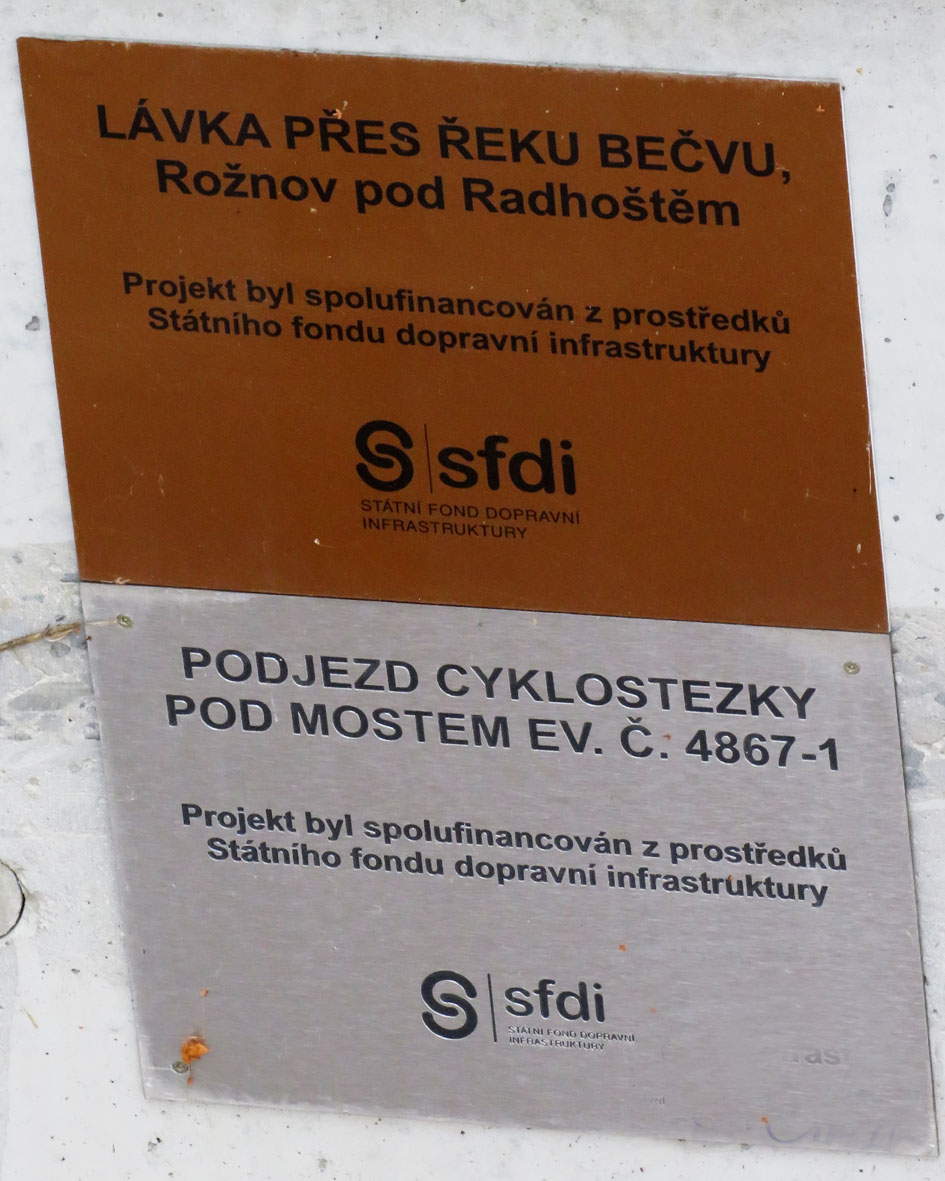 LÁVKA PŘES ŘEKU BEČVU,
Rožnov pod Radhoštěm
Projekt byl spolufinancován z prostředků
Státního fondu dopravní infrastruktury
sfdi
STÁTNÍ FOND DOPRAVNÍ
INFRASTRUKTURY
PODJEZD CYKLOSTEZKY
POD MOSTEM EV. Č. 4867-1
Projekt byl spolufinancován z prostředků
Státního fondu dopravní infrastruktury
sfdi
STÁTNÍ FOND DOPRAVNÍ
INFRASTRUKTURY